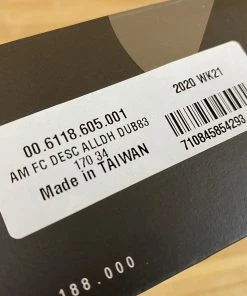 00.6118.605.001
AM FC DESC ALLDH DUB83
170 34
Made in TAIWAN
2020 WK21
710845854293
188.000